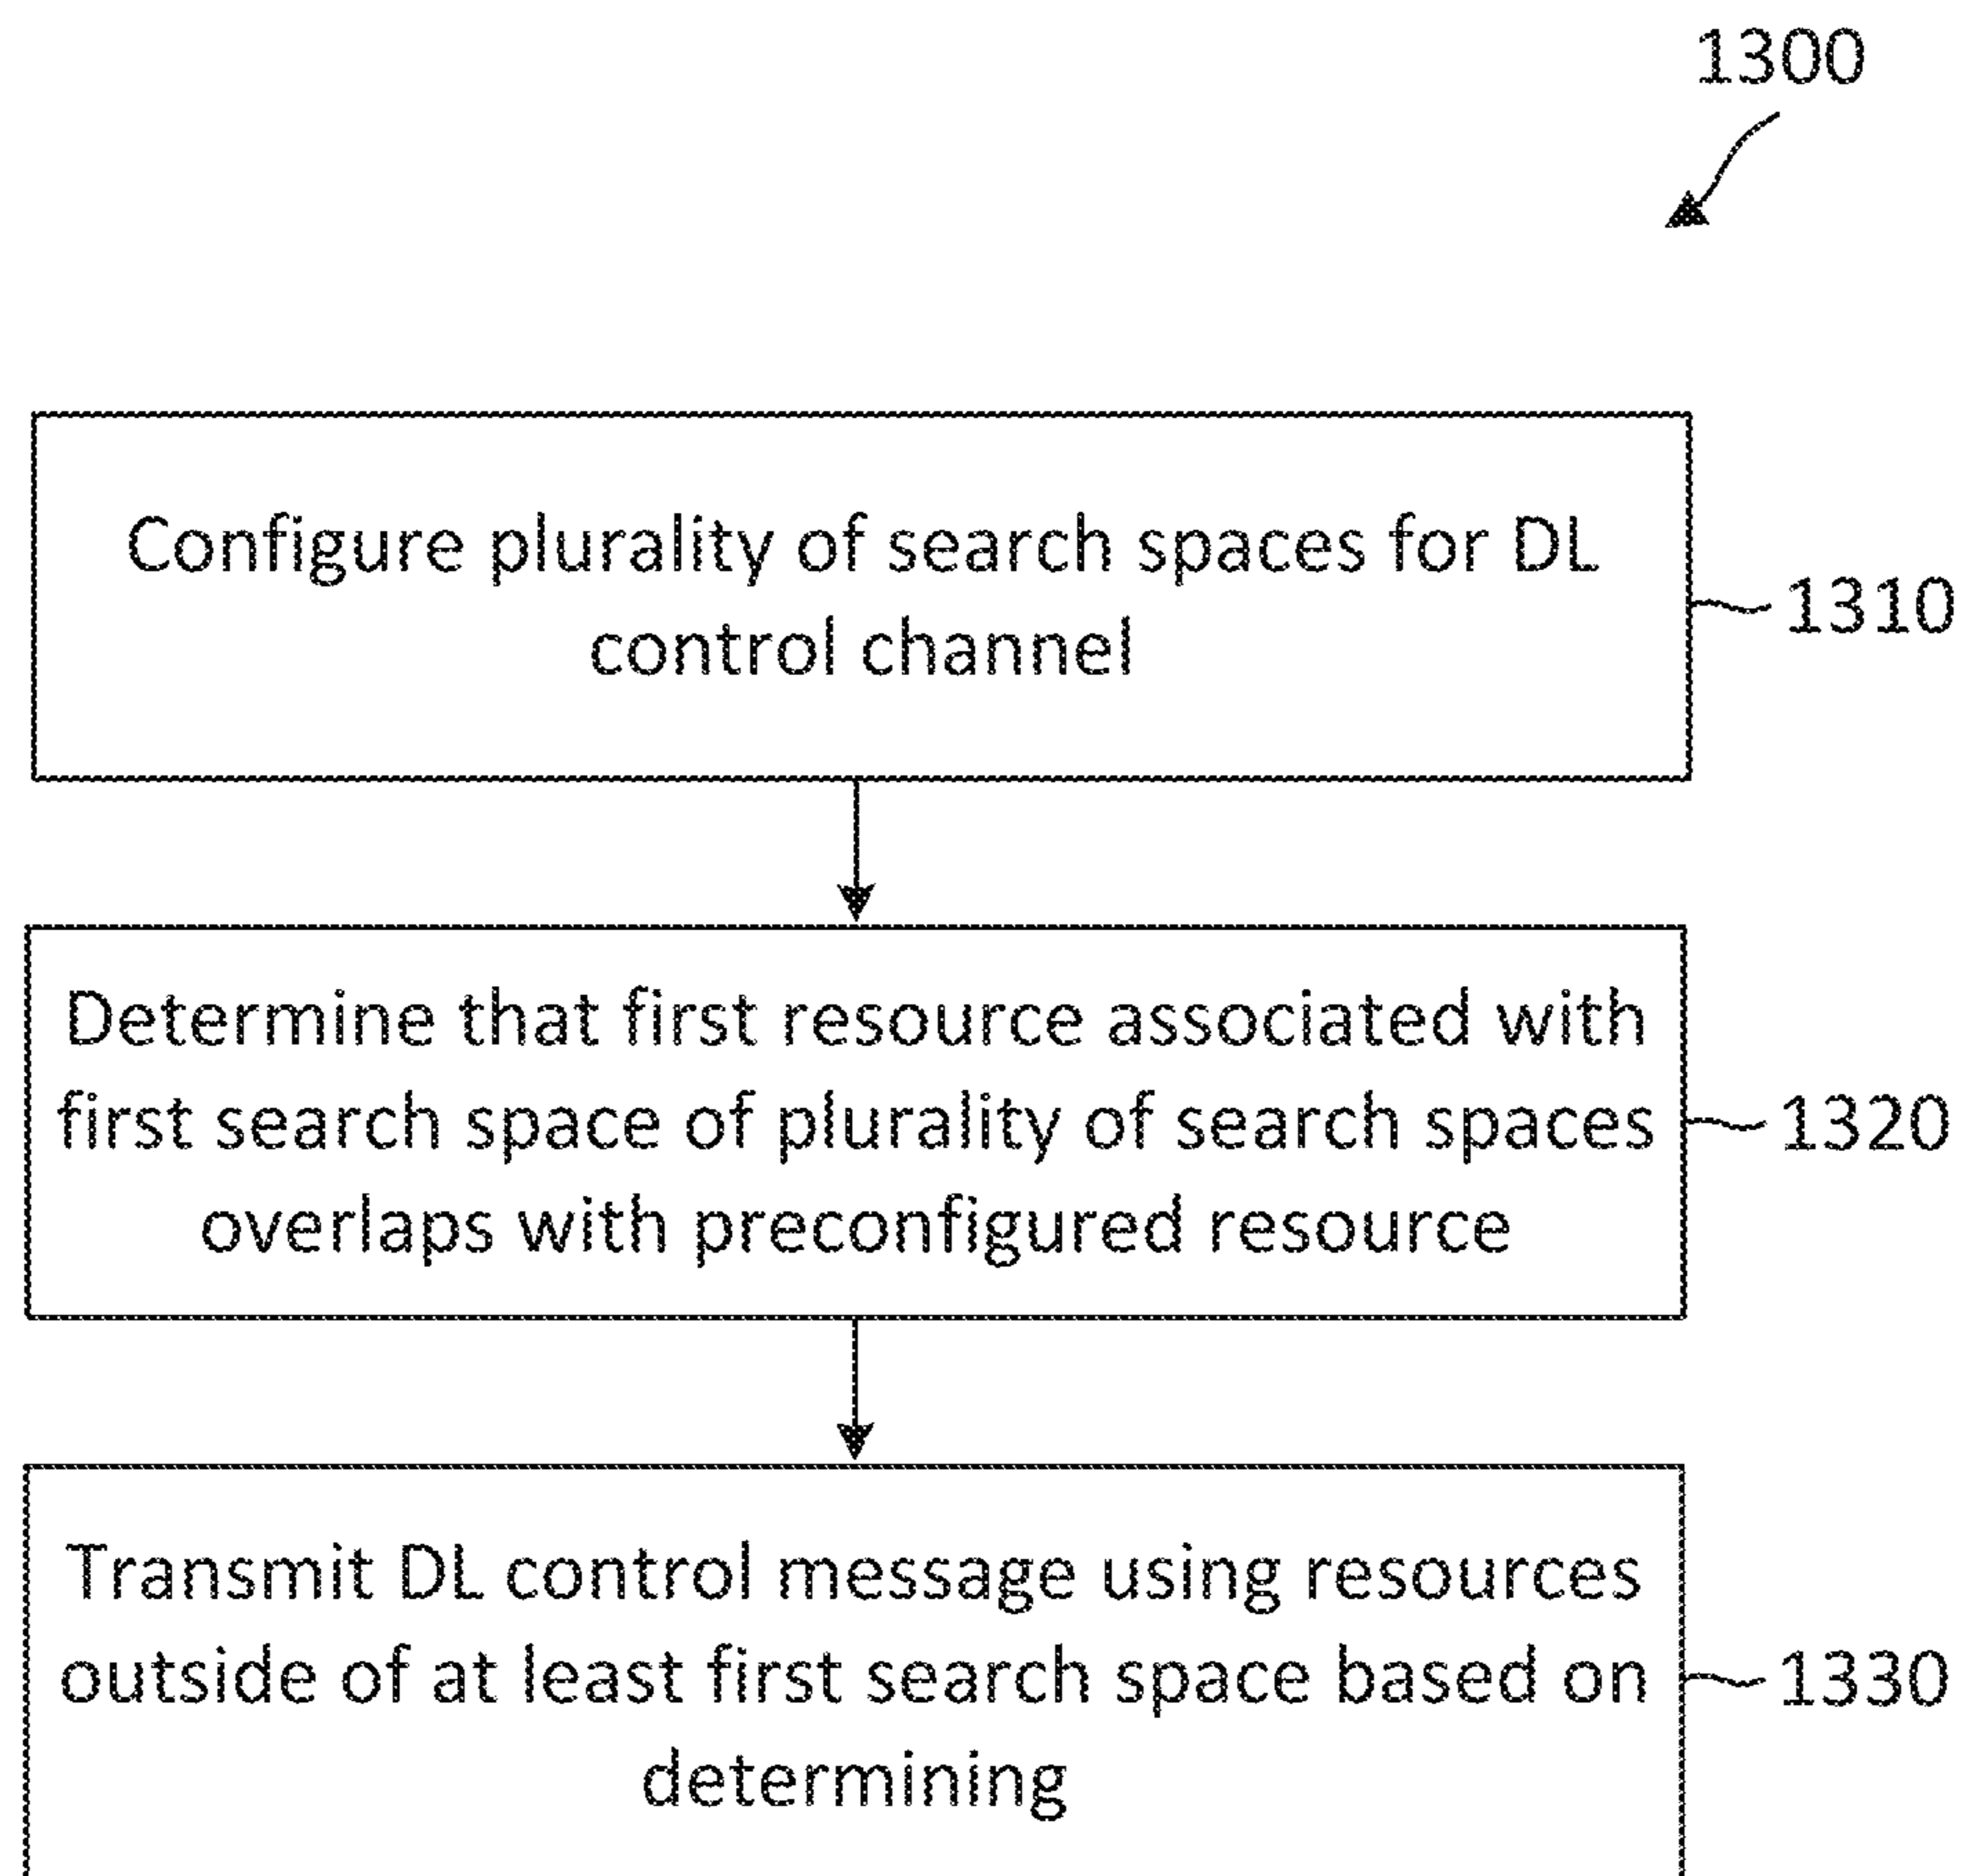 1300
Configure plurality of search spaces for DL
control channel
1310
Determine that first resource associated with
first search space of plurality of search spaces
overlaps with preconfigured resource
1320
Transmit DL control message using resources
outside of at least first search space based on
determining
1330